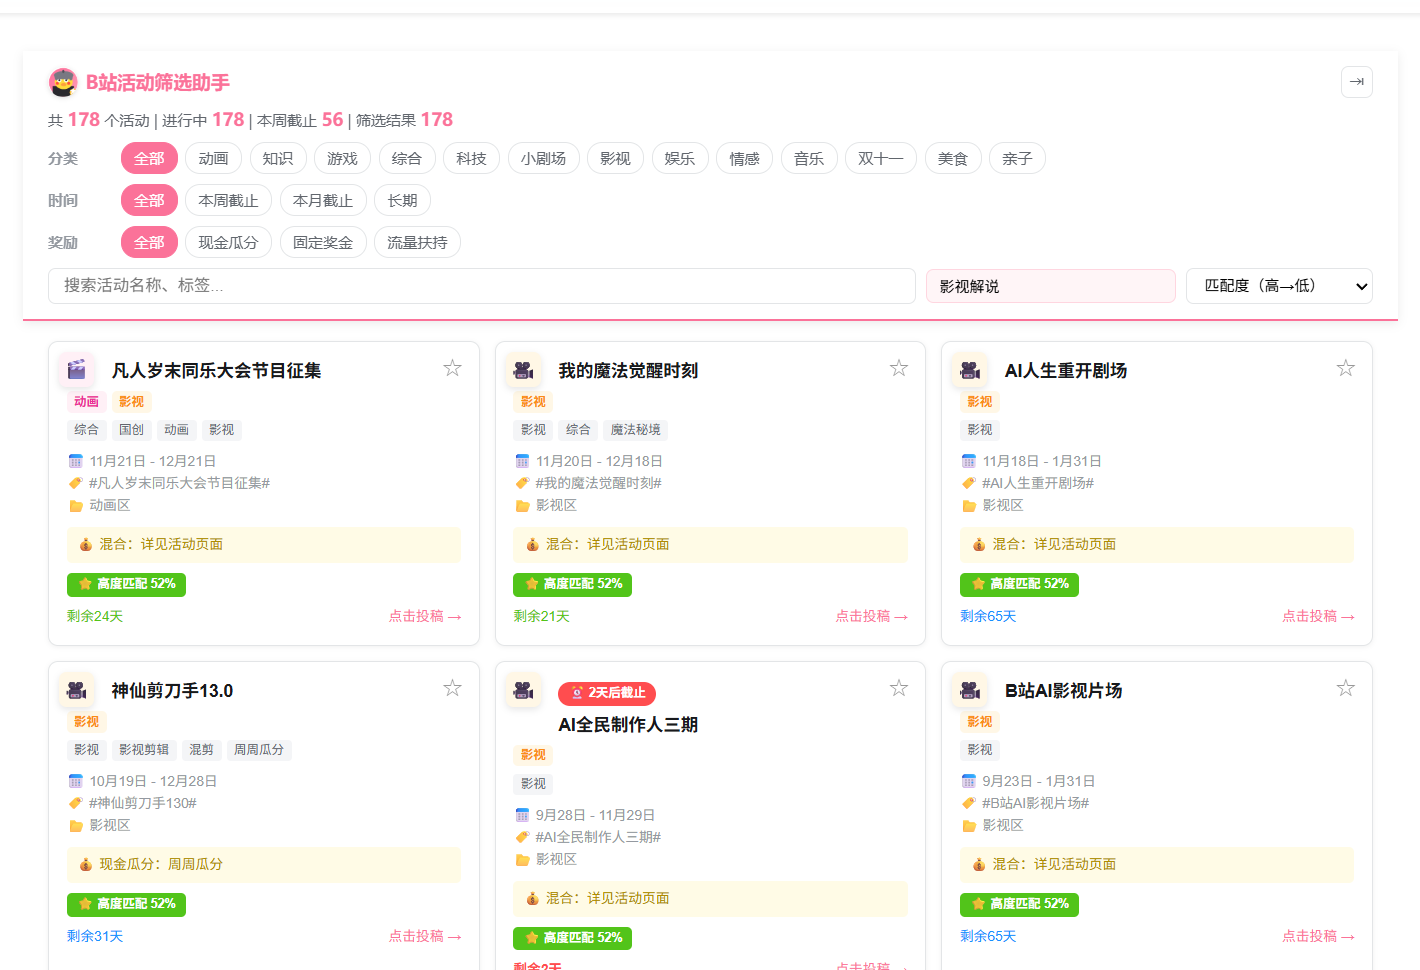 B站活动筛选助手
共 178 个活动 | 进行中 178 | 本周截止 56 | 筛选结果 178
分类 全部 动画 知识 游戏 综合 科技 小剧场 影视 娱乐 情感 音乐 双十一 美食 亲子
时间 全部 本周截止 本月截止 长期
奖励 全部 现金瓜分 固定奖金 流量扶持
搜索活动名称、标签... 影视解说 匹配度（高→低）
凡人岁末同乐大会节目征集
动画 影视
综合 国创 动画 影视
11月21日 - 12月21日
#凡人岁末同乐大会节目征集#
动画区
混合：详见活动页面
高度匹配 52%
剩余24天 点击投稿 →
我的魔法觉醒时刻
影视
影视 综合 魔法秘境
11月20日 - 12月18日
#我的魔法觉醒时刻#
影视区
混合：详见活动页面
高度匹配 52%
剩余21天 点击投稿 →
AI人生重开剧场
影视
影视
11月18日 - 1月31日
#AI人生重开剧场#
影视区
混合：详见活动页面
高度匹配 52%
剩余65天 点击投稿 →
神仙剪刀手13.0
影视
影视 影视剪辑 混剪 周周瓜分
10月19日 - 12月28日
#神仙剪刀手130#
影视区
现金瓜分：周周瓜分
高度匹配 52%
剩余31天 点击投稿 →
2天后截止
AI全民制作人三期
影视
影视
9月28日 - 11月29日
#AI全民制作人三期#
影视区
混合：详见活动页面
高度匹配 52%
剩余2天 点击投稿 →
B站AI影视片场
影视
影视
9月23日 - 1月31日
#B站AI影视片场#
影视区
混合：详见活动页面
高度匹配 52%
剩余65天 点击投稿 →